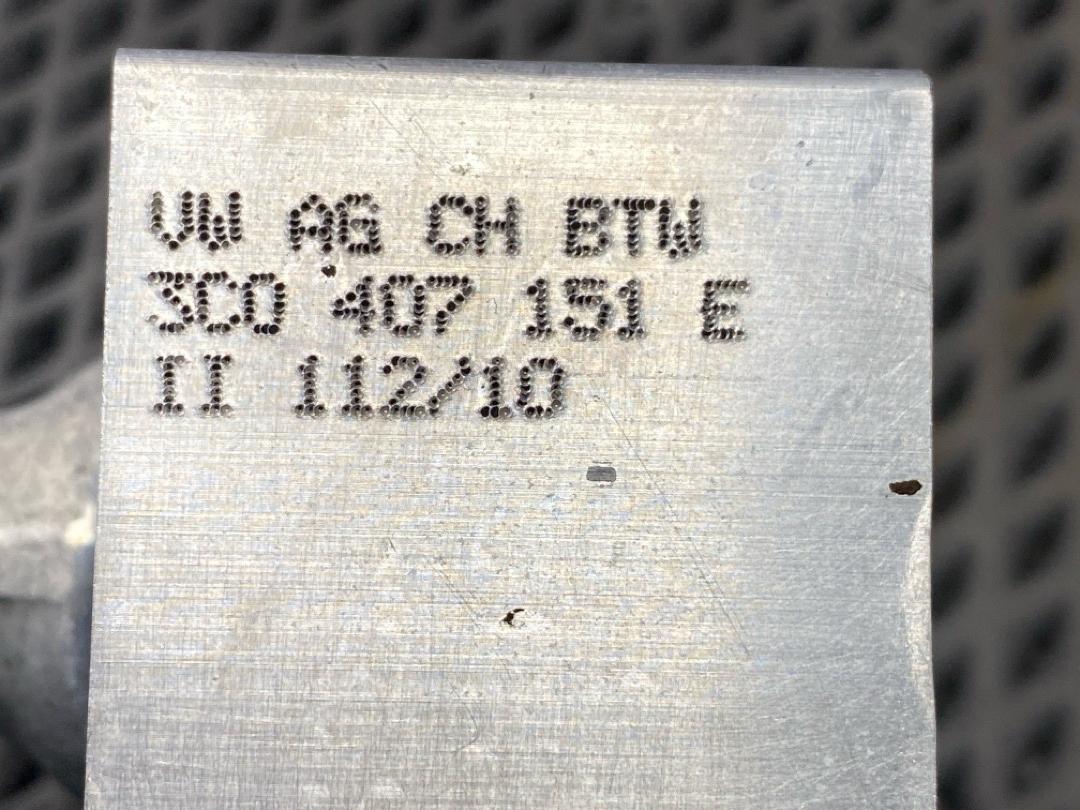 VW AG CH BTW
3C0 407 151 E
II 112/10